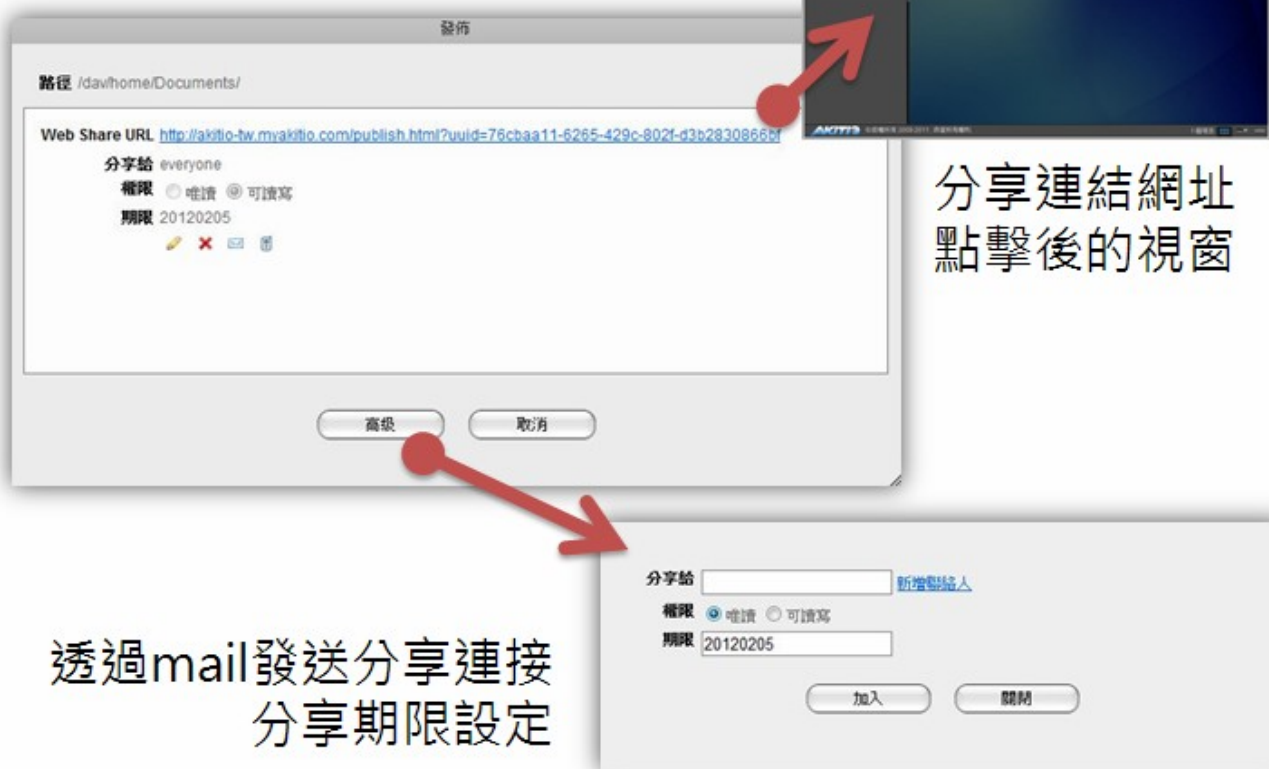 發佈
路徑 /dav/home/Documents/
Web Share URL http://akitio-tw.myakitio.com/publish.html?uuid=76cbaa11-6265-429c-802f-d3b2830866bf
分享給 everyone
權限 唯讀 可讀寫
期限 20120205
高級 取消
AKiTiO
分享連結網址
點擊後的視窗
分享給 新增聯絡人
權限 唯讀 可讀寫
期限 20120205
加入 關閉
透過mail發送分享連接
分享期限設定